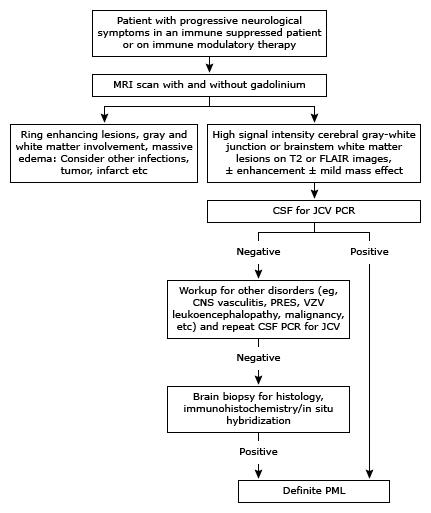 Patient with progressive neurological
symptoms in an immune suppressed patient
or on immune modulatory therapy
MRI scan with and without gadolinium
Ring enhancing lesions, gray and
white matter involvement, massive
edema: Consider other infections,
tumor, infarct etc
High signal intensity cerebral gray-white
junction or brainstem white matter
lesions on T2 or FLAIR images,
± enhancement ± mild mass effect
CSF for JCV PCR
Negative
Positive
Workup for other disorders (eg,
CNS vasculitis, PRES, VZV
leukoencephalopathy, malignancy,
etc) and repeat CSF PCR for JCV
Negative
Brain biopsy for histology,
immunohistochemistry/in situ
hybridization
Positive
Definite PML